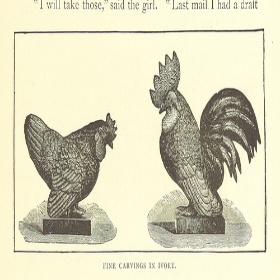 "I will take those," said the girl. "Last mail I had a draft
FINE CARVINGS IN IVORY.